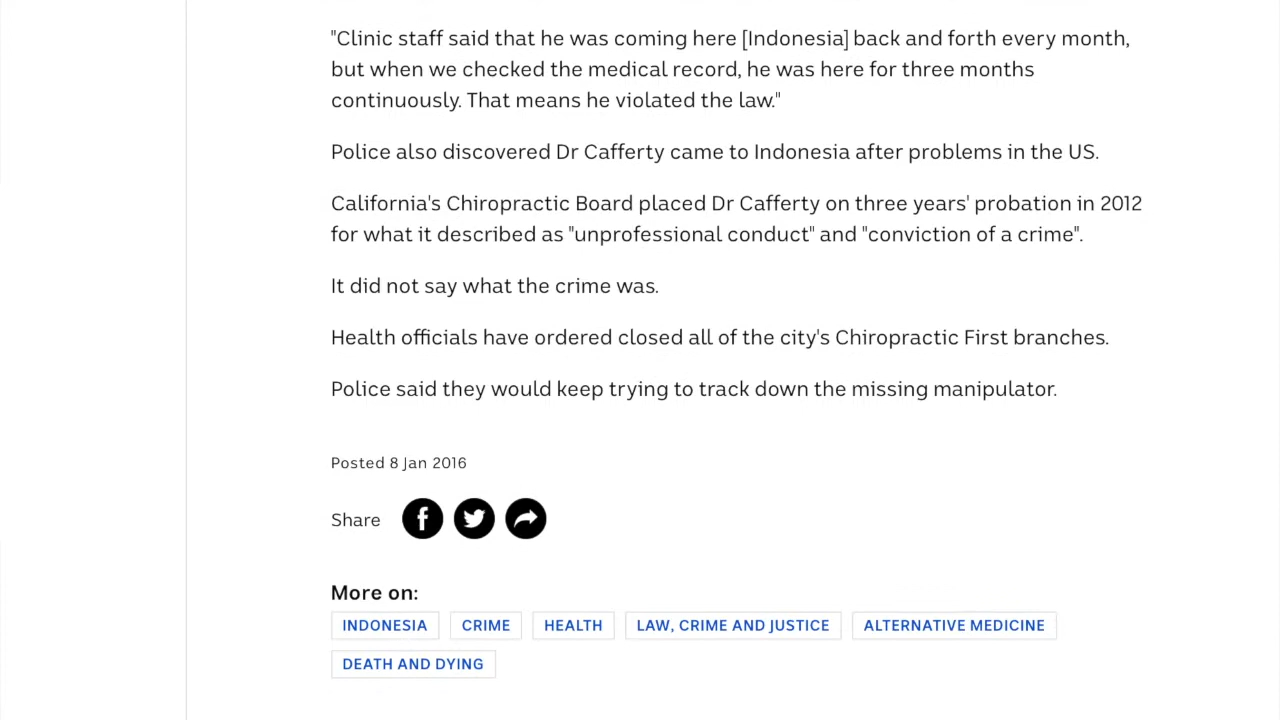 "Clinic staff said that he was coming here [Indonesia] back and forth every month,
but when we checked the medical record, he was here for three months
continuously. That means he violated the law."
Police also discovered Dr Cafferty came to Indonesia after problems in the US.
California's Chiropractic Board placed Dr Cafferty on three years' probation in 2012
for what it described as "unprofessional conduct" and "conviction of a crime".
It did not say what the crime was.
Health officials have ordered closed all of the city's Chiropractic First branches.
Police said they would keep trying to track down the missing manipulator.
Posted 8 Jan 2016
Share
More on:
INDONESIA CRIME HEALTH LAW, CRIME AND JUSTICE ALTERNATIVE MEDICINE
DEATH AND DYING